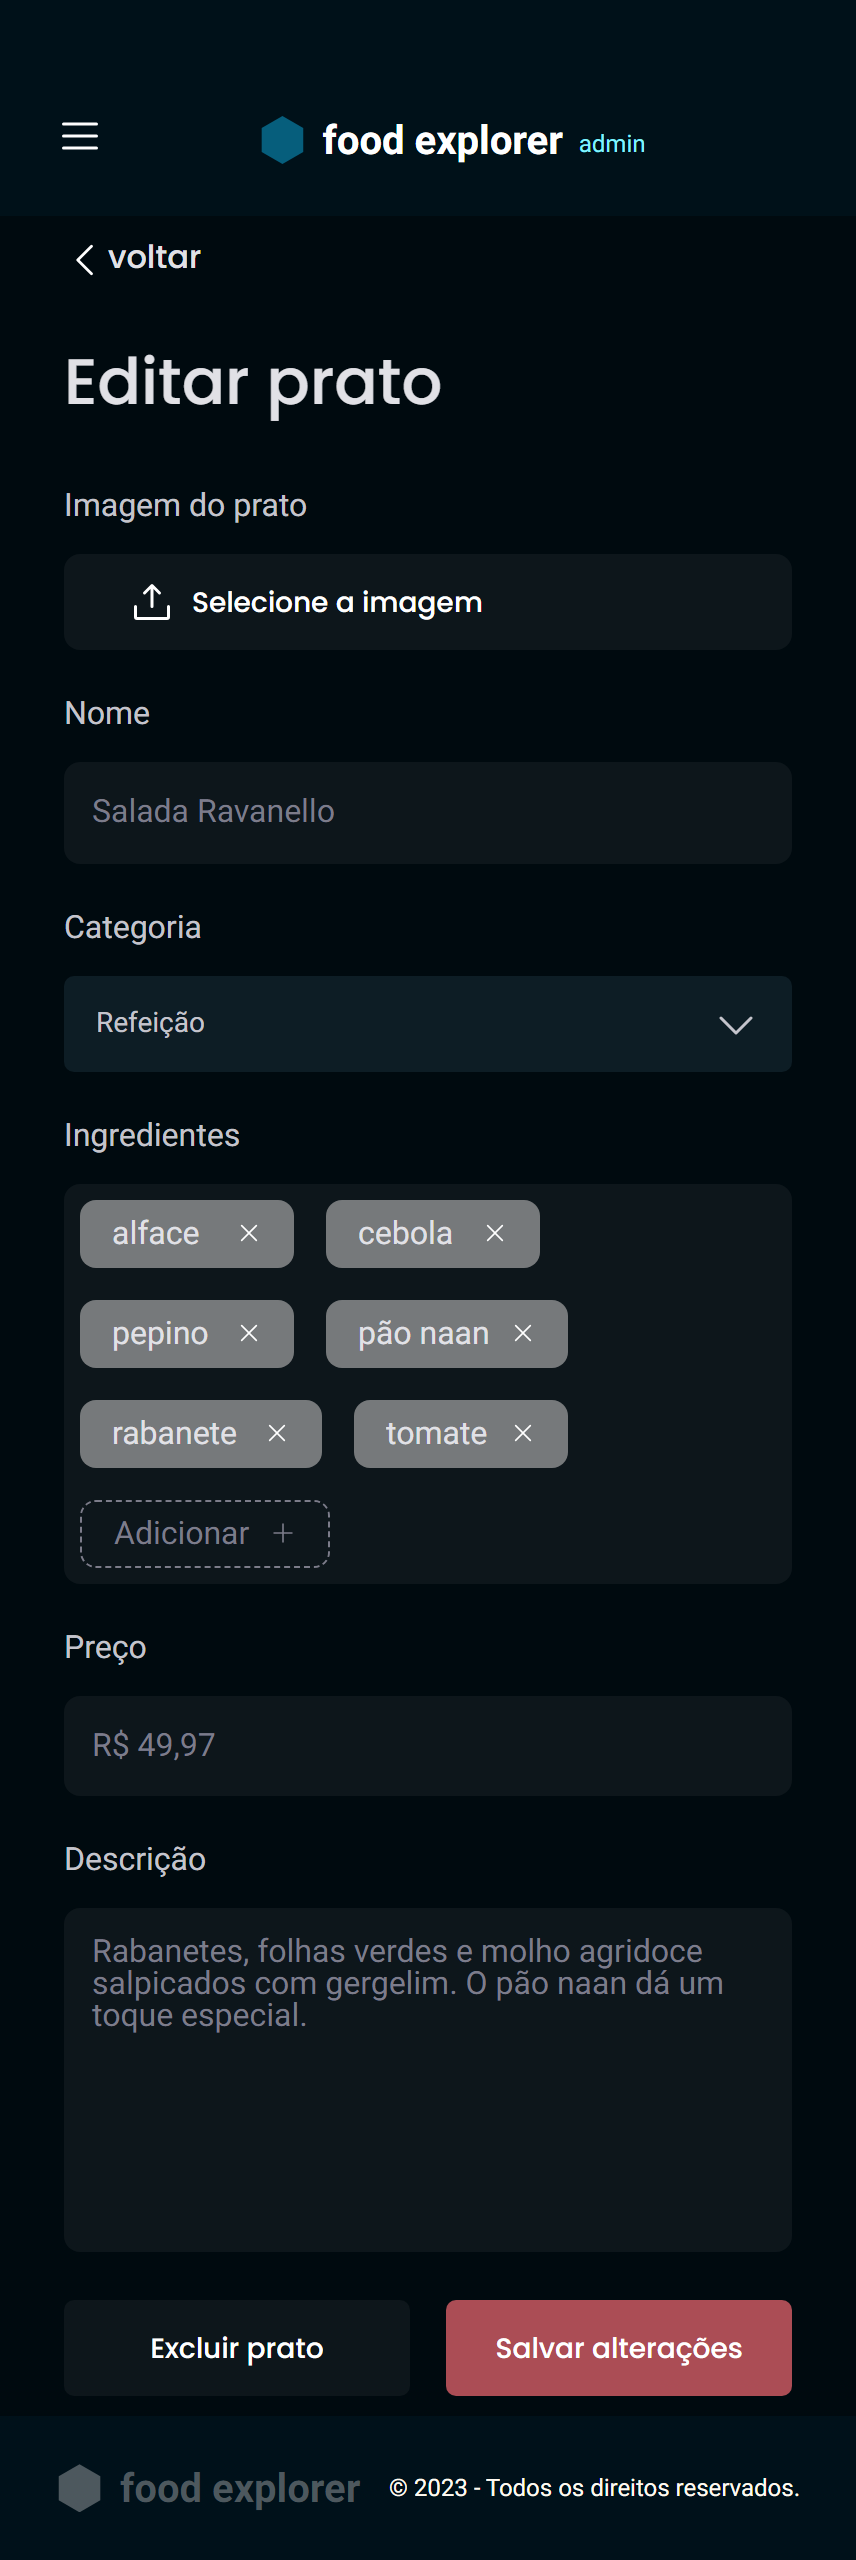 food explorer admin
voltar
Editar prato
Imagem do prato
Selecione a imagem
Nome
Salada Ravanello
Categoria
Refeição
Ingredientes
alface
cebola
pepino
pão naan
rabanete
tomate
Adicionar
Preço
R$ 49,97
Descrição
Rabanetes, folhas verdes e molho agridoce
salpicados com gergelim. O pão naan dá um
toque especial.
Excluir prato
Salvar alterações
food explorer
© 2023 - Todos os direitos reservados.